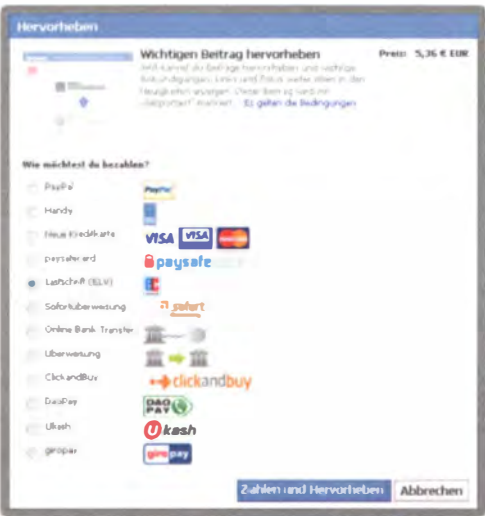 Hervorheben
Wichtigen Beitrag hervorheben Preis: 5,36 € EUR
Es gelten die Bedingungen
Wie möchtest du bezahlen?
PayPal PayPal
Handy
Neue Kreditkarte VISA VISA
paysafecard paysafe
Lastschrift (ELV)
Sofortüberweisung sofort
Online Bank Transfer
Überweisung
ClickandBuy clickandbuy
DaoPay DAO
PAY
Ukash Ukash
giropay giro pay
Zahlen und Hervorheben Abbrechen